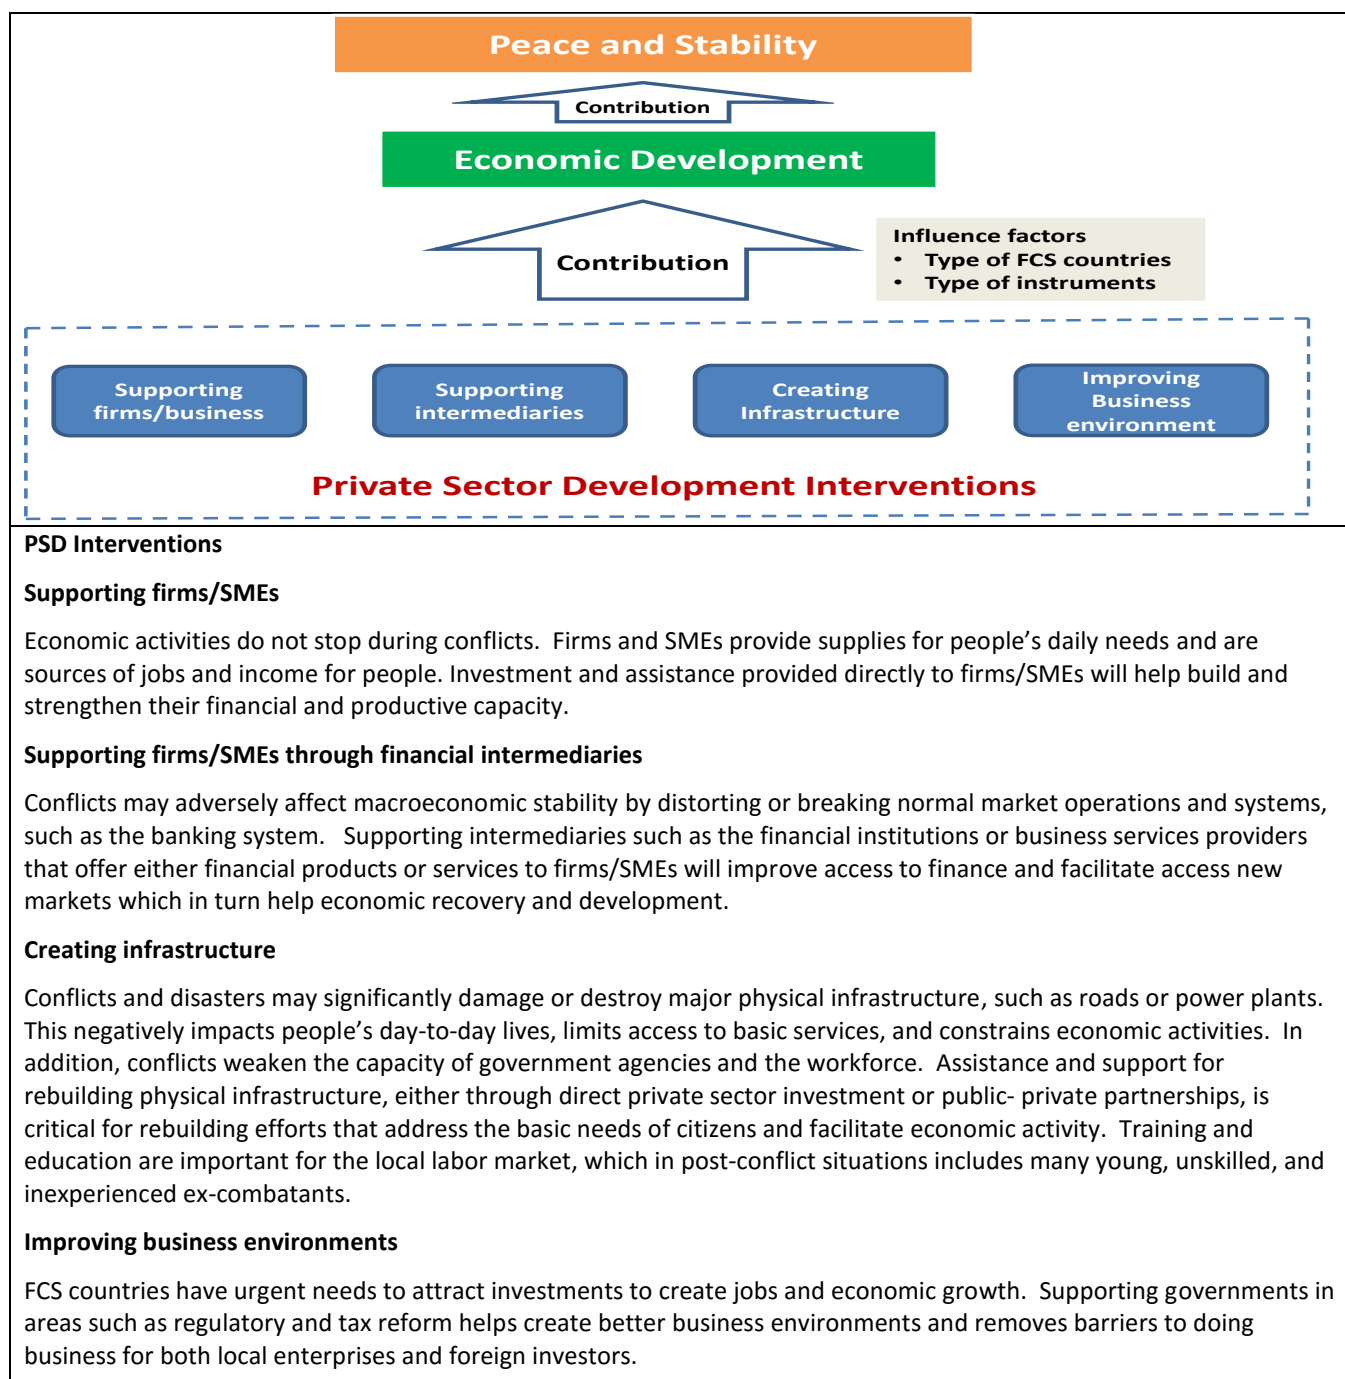 Peace and Stability
Contribution
Economic Development
Contribution
Influence factors
• Type of FCS countries
• Type of instruments
Supporting
firms/business
Supporting
intermediaries
Creating
Infrastructure
Improving
Business
environment
Private Sector Development Interventions
PSD Interventions
Supporting firms/SMEs
Economic activities do not stop during conflicts.  Firms and SMEs provide supplies for people’s daily needs and are
sources of jobs and income for people. Investment and assistance provided directly to firms/SMEs will help build and
strengthen their financial and productive capacity.
Supporting firms/SMEs through financial intermediaries
Conflicts may adversely affect macroeconomic stability by distorting or breaking normal market operations and systems,
such as the banking system.   Supporting intermediaries such as the financial institutions or business services providers
that offer either financial products or services to firms/SMEs will improve access to finance and facilitate access new
markets which in turn help economic recovery and development.
Creating infrastructure
Conflicts and disasters may significantly damage or destroy major physical infrastructure, such as roads or power plants.
This negatively impacts people’s day-to-day lives, limits access to basic services, and constrains economic activities.  In
addition, conflicts weaken the capacity of government agencies and the workforce.  Assistance and support for
rebuilding physical infrastructure, either through direct private sector investment or public- private partnerships, is
critical for rebuilding efforts that address the basic needs of citizens and facilitate economic activity.  Training and
education are important for the local labor market, which in post-conflict situations includes many young, unskilled, and
inexperienced ex-combatants.
Improving business environments
FCS countries have urgent needs to attract investments to create jobs and economic growth.  Supporting governments in
areas such as regulatory and tax reform helps create better business environments and removes barriers to doing
business for both local enterprises and foreign investors.